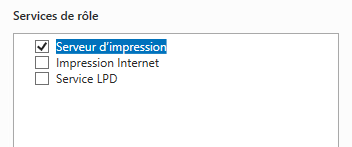 Services de rôle
Serveur d'impression
Impression Internet
Service LPD